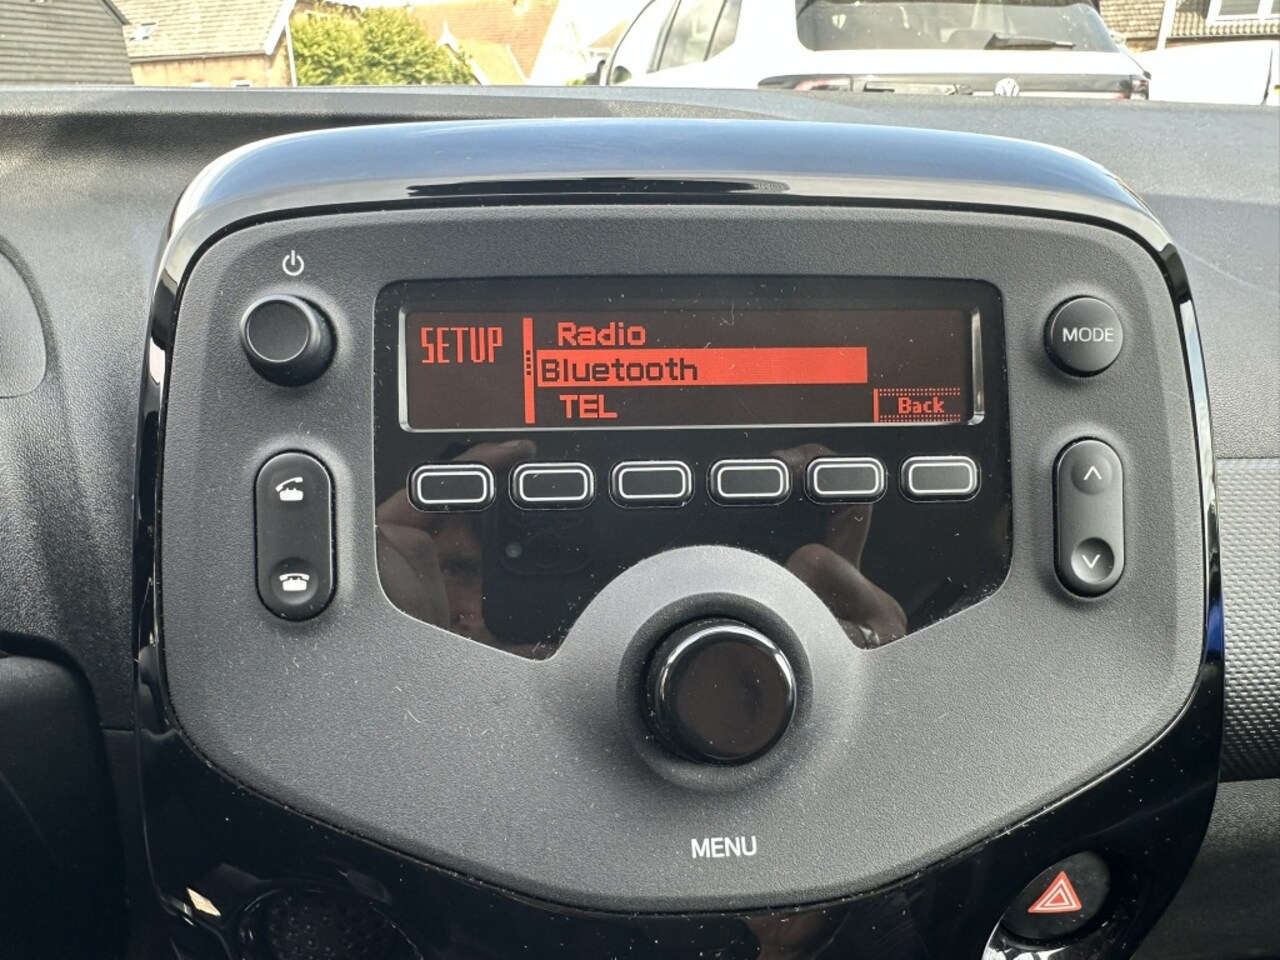 SETUP
Radio
Bluetooth
TEL
Back
MODE
MENU